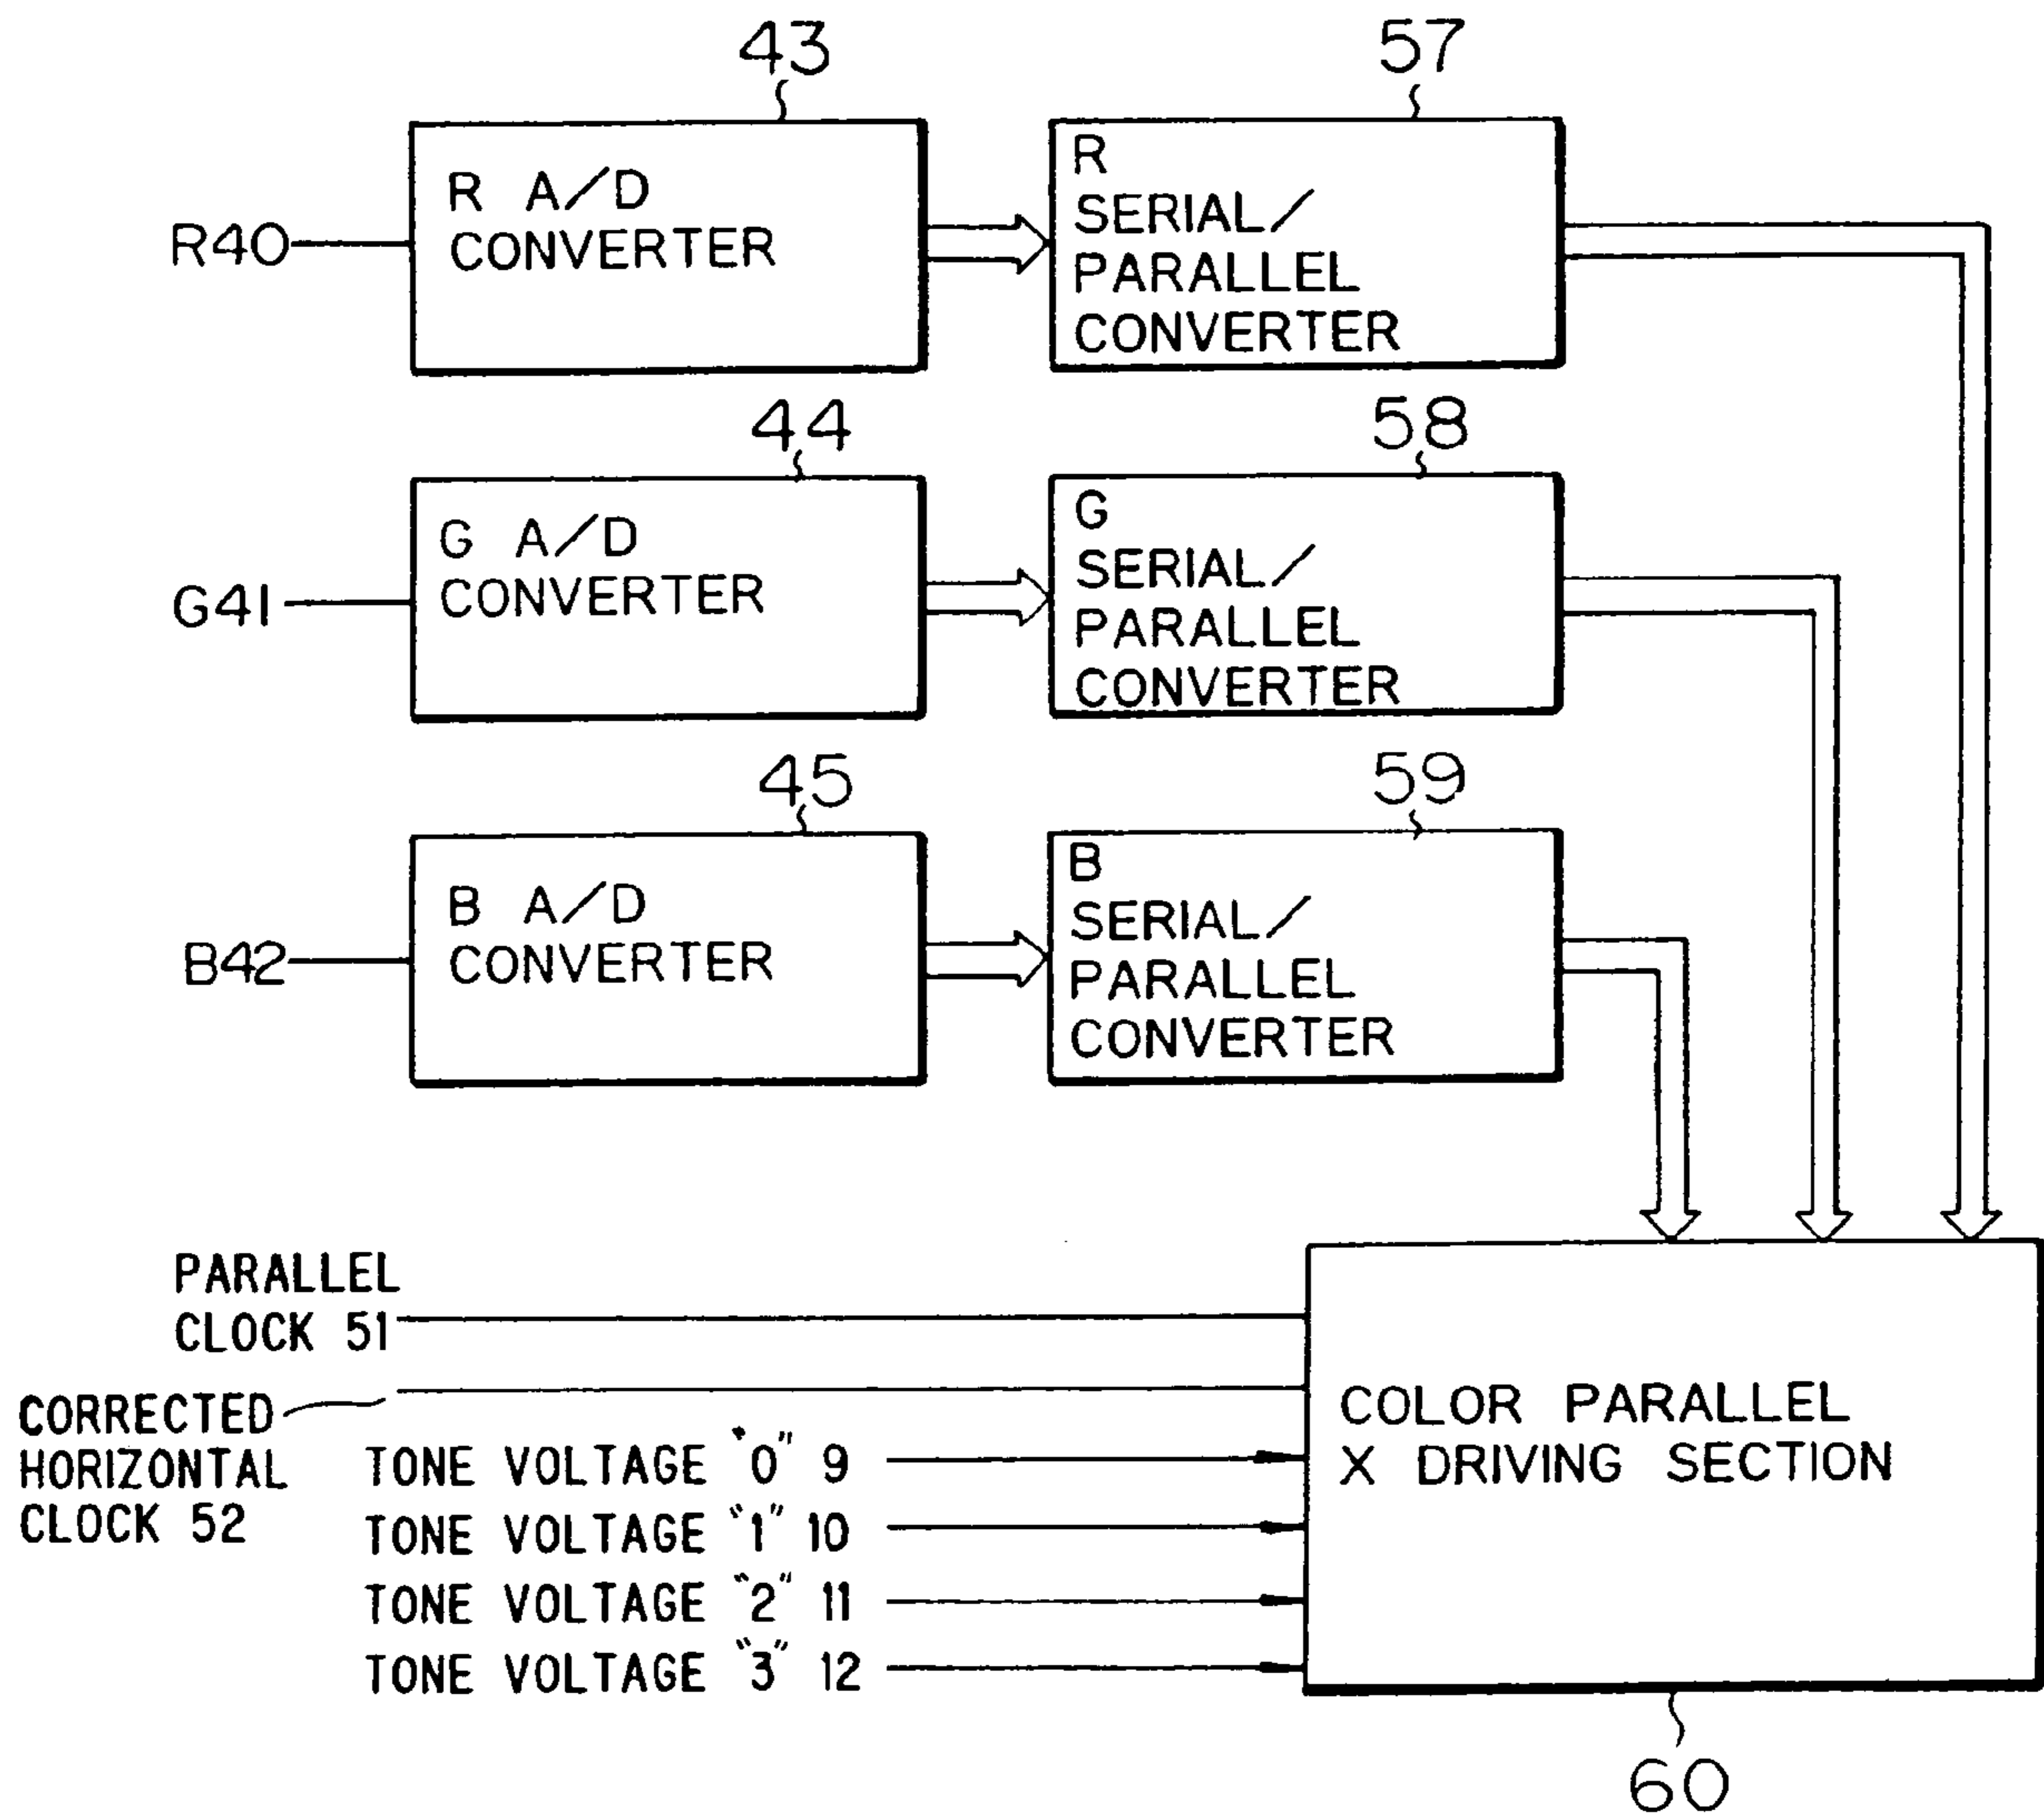 43
57
R A/D
CONVERTER
R
SERIAL/
PARALLEL
CONVERTER
R40
44
58
G A/D
CONVERTER
G
SERIAL/
PARALLEL
CONVERTER
G41
45
59
B A/D
CONVERTER
B
SERIAL/
PARALLEL
CONVERTER
B42
PARALLEL
CLOCK 51
CORRECTED
HORIZONTAL
CLOCK 52
TONE VOLTAGE "0" 9
TONE VOLTAGE "1" 10
TONE VOLTAGE "2" 11
TONE VOLTAGE "3" 12
COLOR PARALLEL
X DRIVING SECTION
60